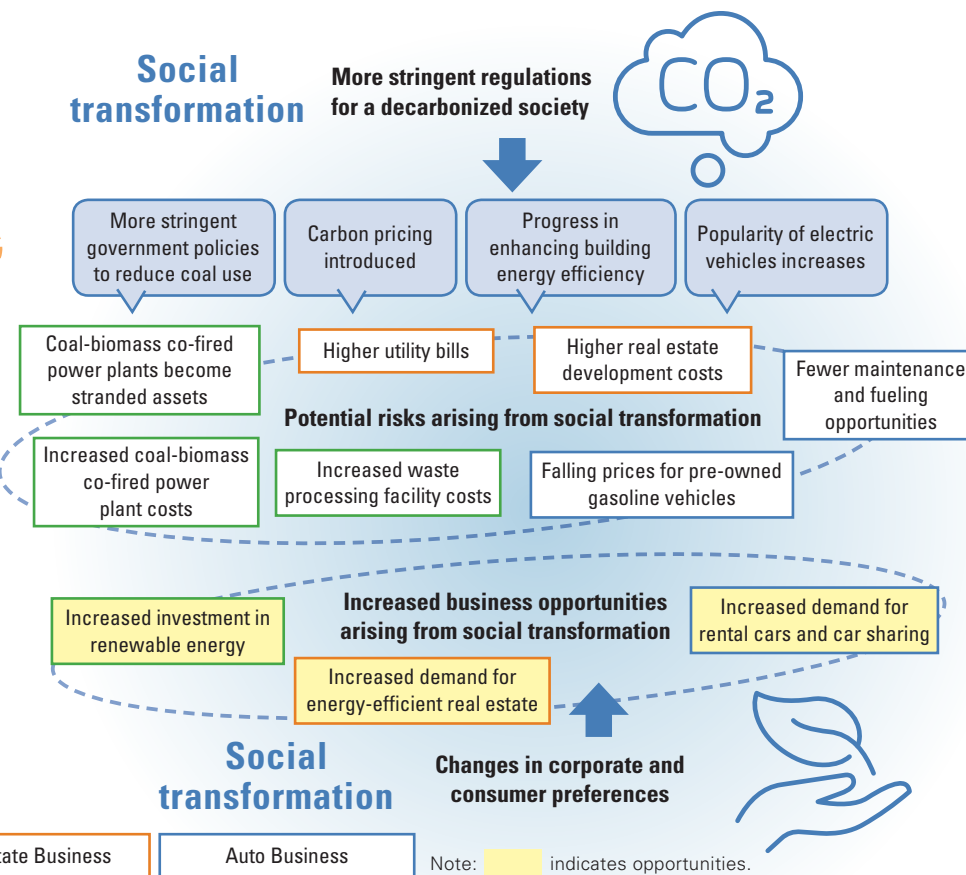 Social
transformation
More stringent regulations
for a decarbonized society
CO2
More stringent
government policies
to reduce coal use
Carbon pricing
introduced
Progress in
enhancing building
energy efficiency
Popularity of electric
vehicles increases
Coal-biomass co-fired
power plants become
stranded assets
Higher utility bills
Higher real estate
development costs
Fewer maintenance
and fueling
opportunities
Potential risks arising from social transformation
Increased coal-biomass
co-fired power
plant costs
Increased waste
processing facility costs
Falling prices for pre-owned
gasoline vehicles
Increased investment in
renewable energy
Increased business opportunities
arising from social transformation
Increased demand for
rental cars and car sharing
Increased demand for
energy-efficient real estate
Social
transformation
Changes in corporate and
consumer preferences
tate Business
Auto Business
Note: indicates opportunities.